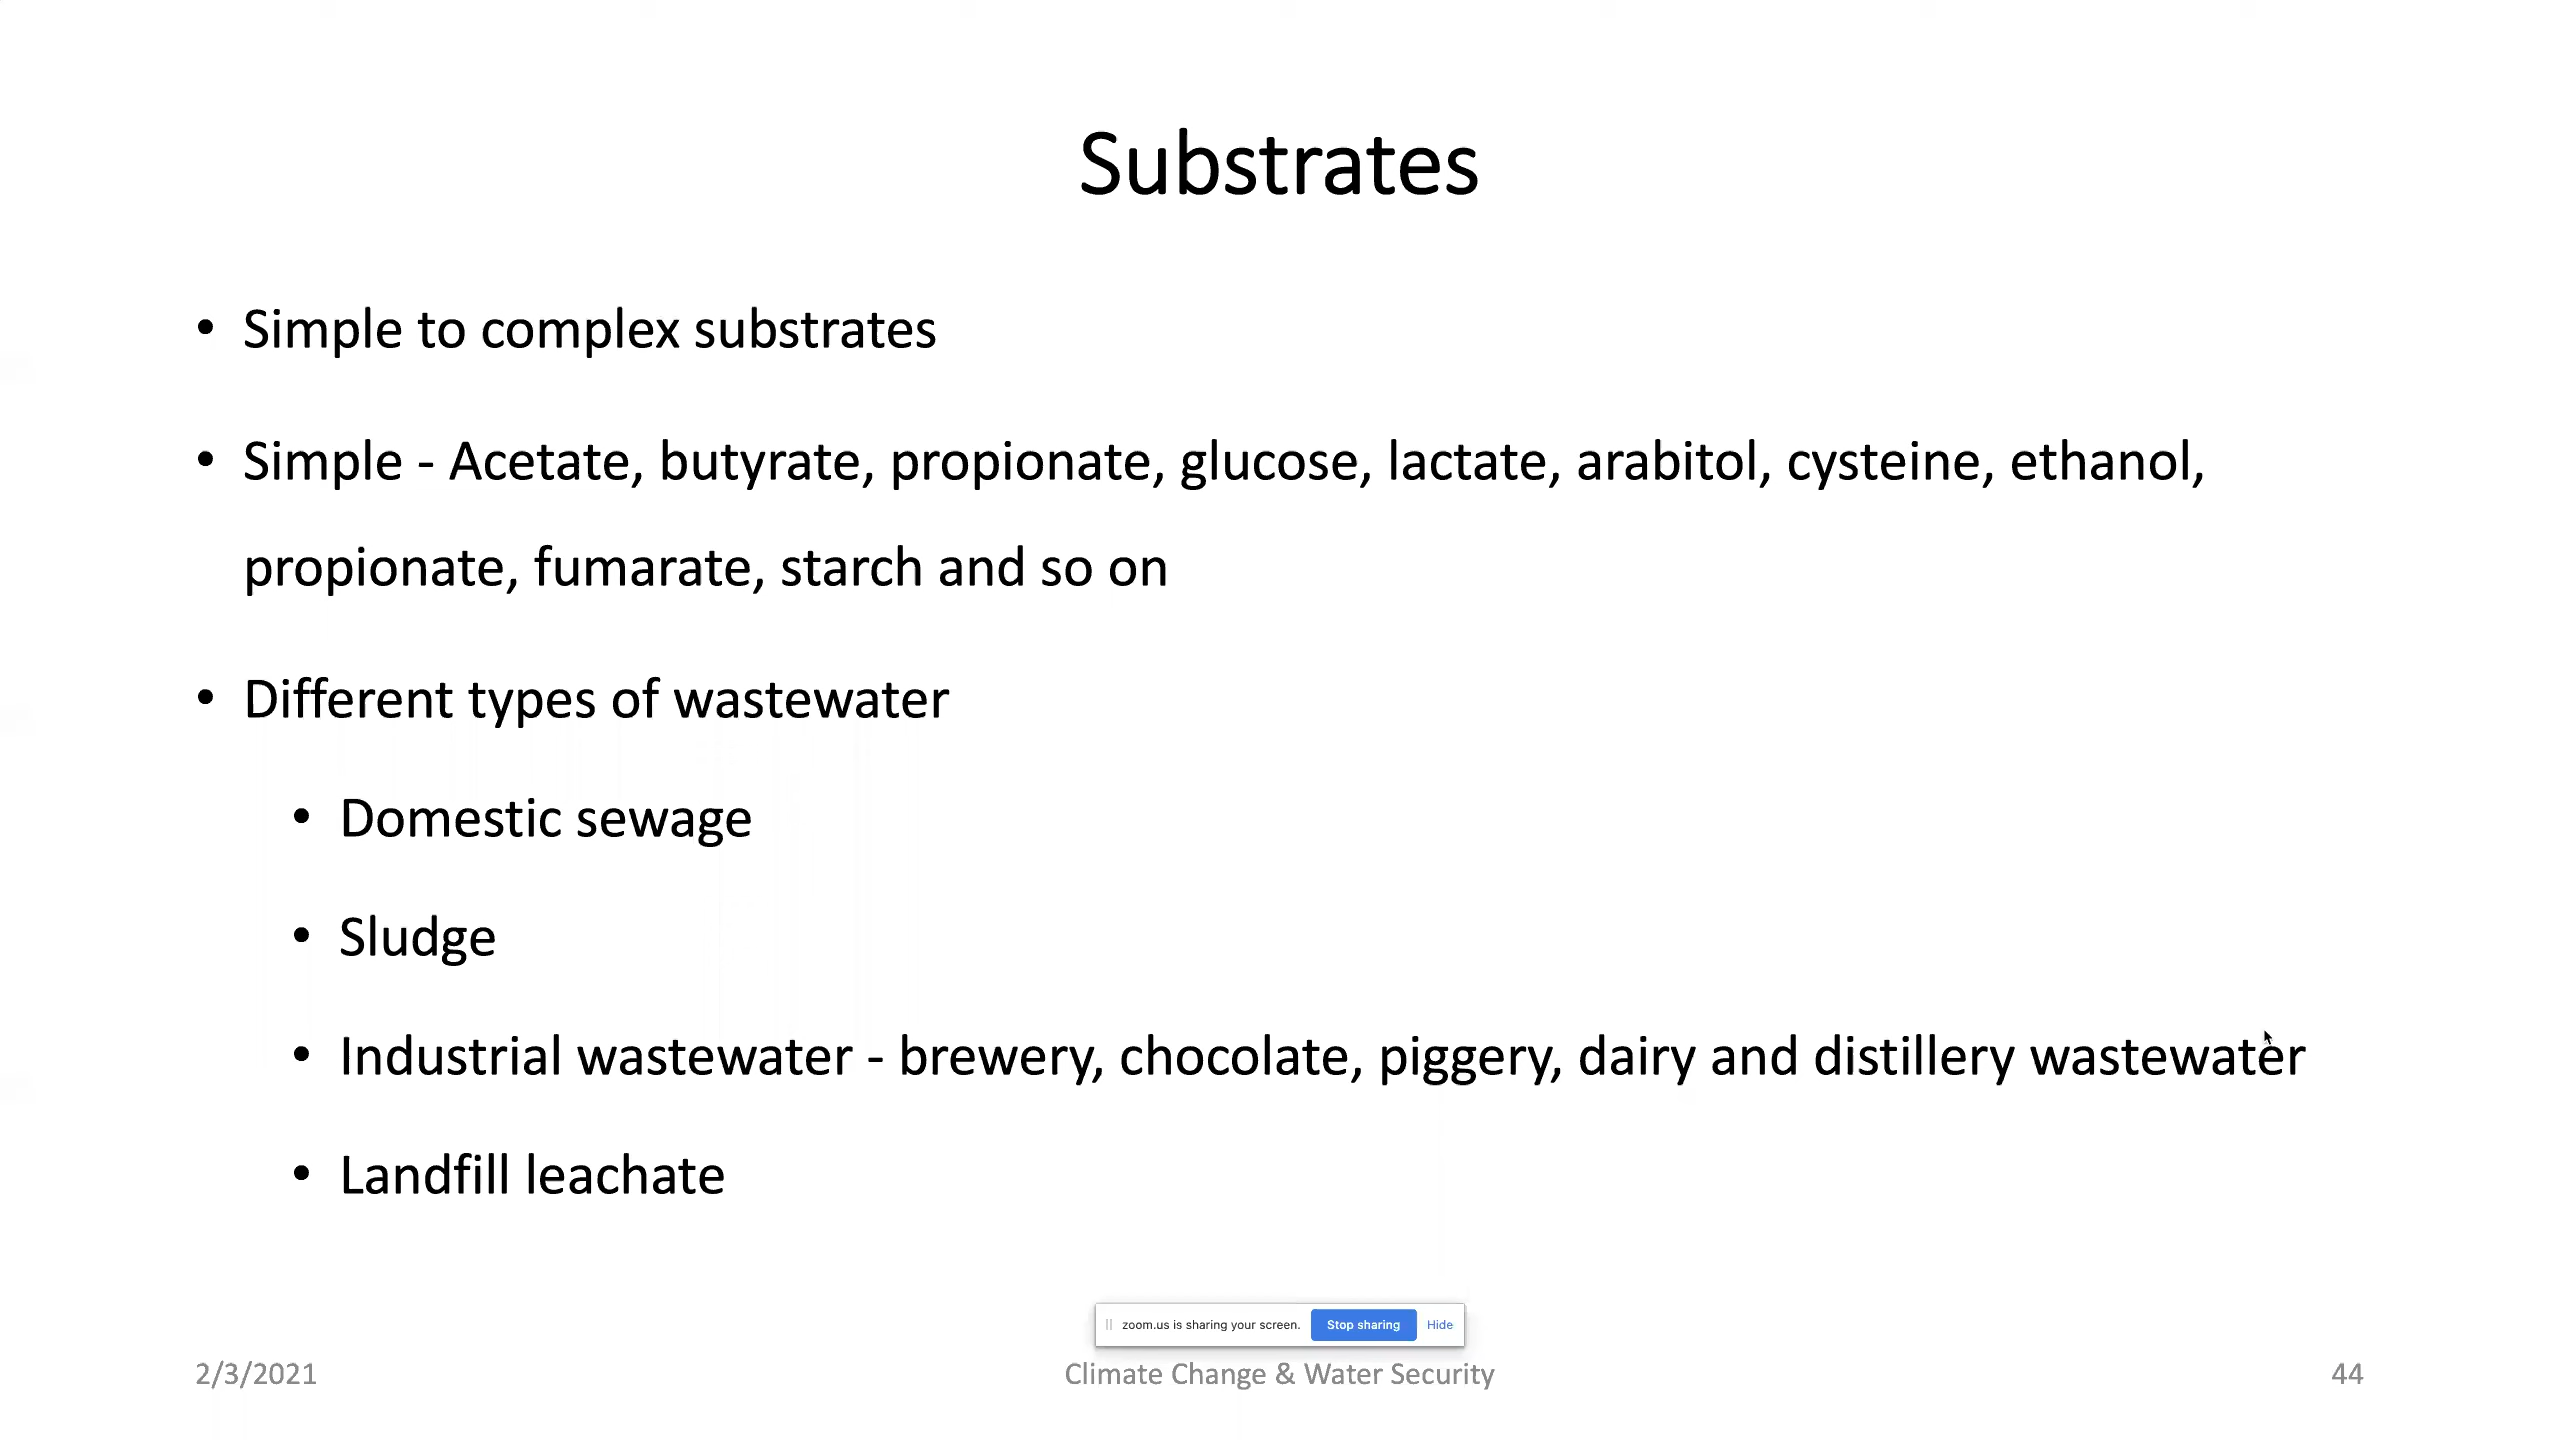 Substrates
• Simple to complex substrates
• Simple - Acetate, butyrate, propionate, glucose, lactate, arabitol, cysteine, ethanol,
propionate, fumarate, starch and so on
• Different types of wastewater
• Domestic sewage
• Sludge
• Industrial wastewater - brewery, chocolate, piggery, dairy and distillery wastewater
• Landfill leachate
zoom.us is sharing your screen. Stop sharing Hide
2/3/2021 Climate Change & Water Security 44